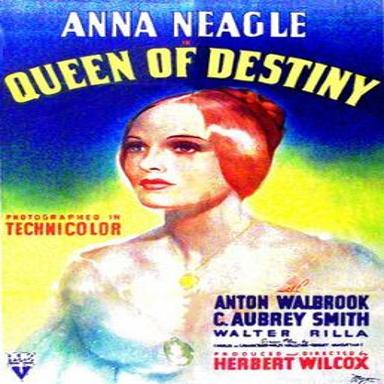 ANNA NEAGLE
IN
QUEEN OF DESTINY
PHOTOGRAPHED IN
TECHNICOLOR
ANTON WALBROOK
C. AUBREY SMITH
WALTER RILLA
PRODUCED and DIRECTED by
HERBERT WILCOX